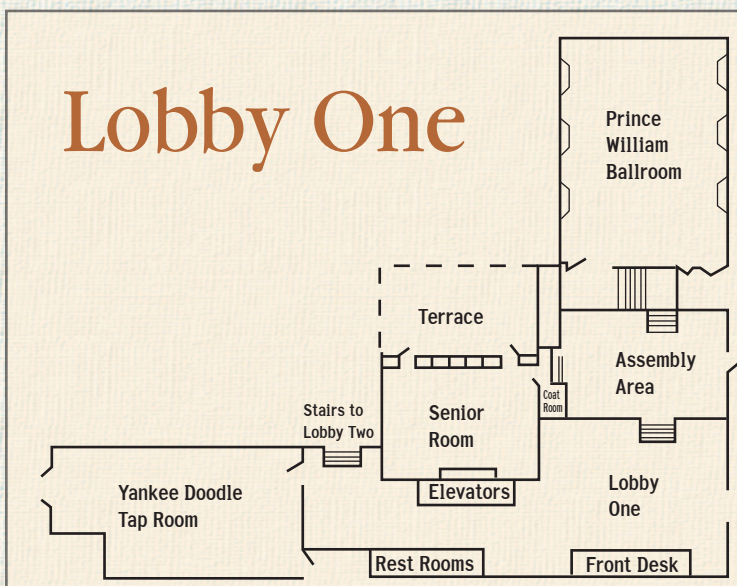 Lobby One
Prince
William
Ballroom
Terrace
Assembly
Area
Coat
Room
Stairs to
Lobby Two
Senior
Room
Yankee Doodle
Tap Room
Elevators
Lobby
One
Rest Rooms
Front Desk